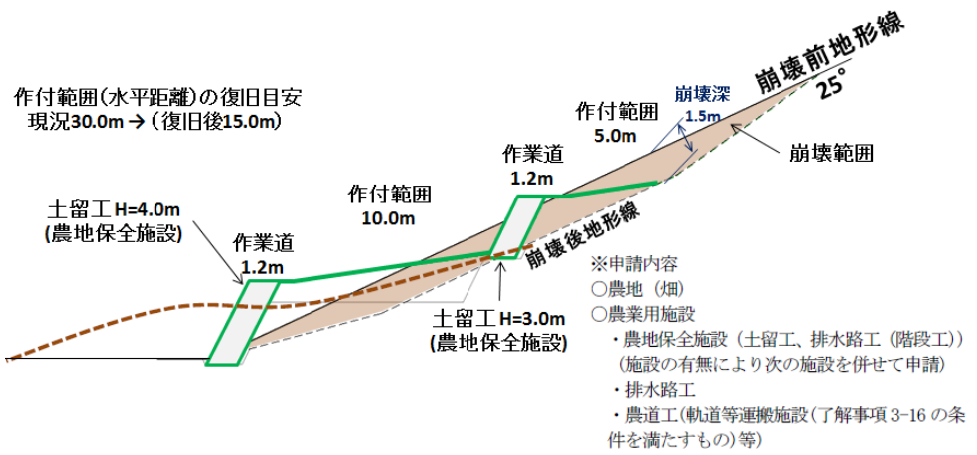 作付範囲(水平距離)の復旧目安
現況30.0m → (復旧後15.0m)
崩壊前地形線
25°
崩壊深
1.5m
作付範囲
5.0m
崩壊範囲
作業道
1.2m
作付範囲
10.0m
土留工 H=4.0m
(農地保全施設)
作業道
1.2m
崩壊後地形線
土留工 H=3.0m
(農地保全施設)
※申請内容
○農地（畑）
○農業用施設
・農地保全施設（土留工、排水路工（階段工））
（施設の有無により次の施設を併せて申請）
・排水路工
・農道工(軌道等運搬施設(了解事項 3-16 の条
件を満たすもの)等)